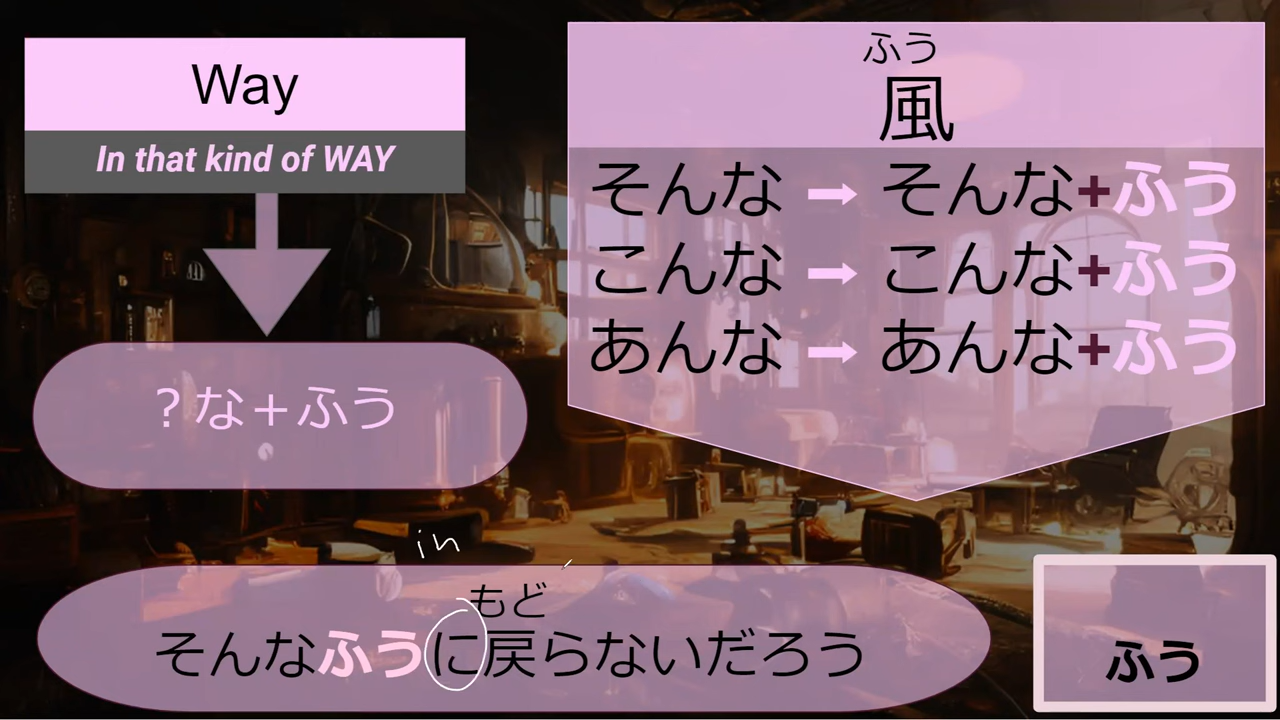 Way
In that kind of WAY
?な+ふう
ふう
風
そんな → そんな+ふう
こんな → こんな+ふう
あんな → あんな+ふう
in
もど
そんなふうに戻らないだろう
ふう